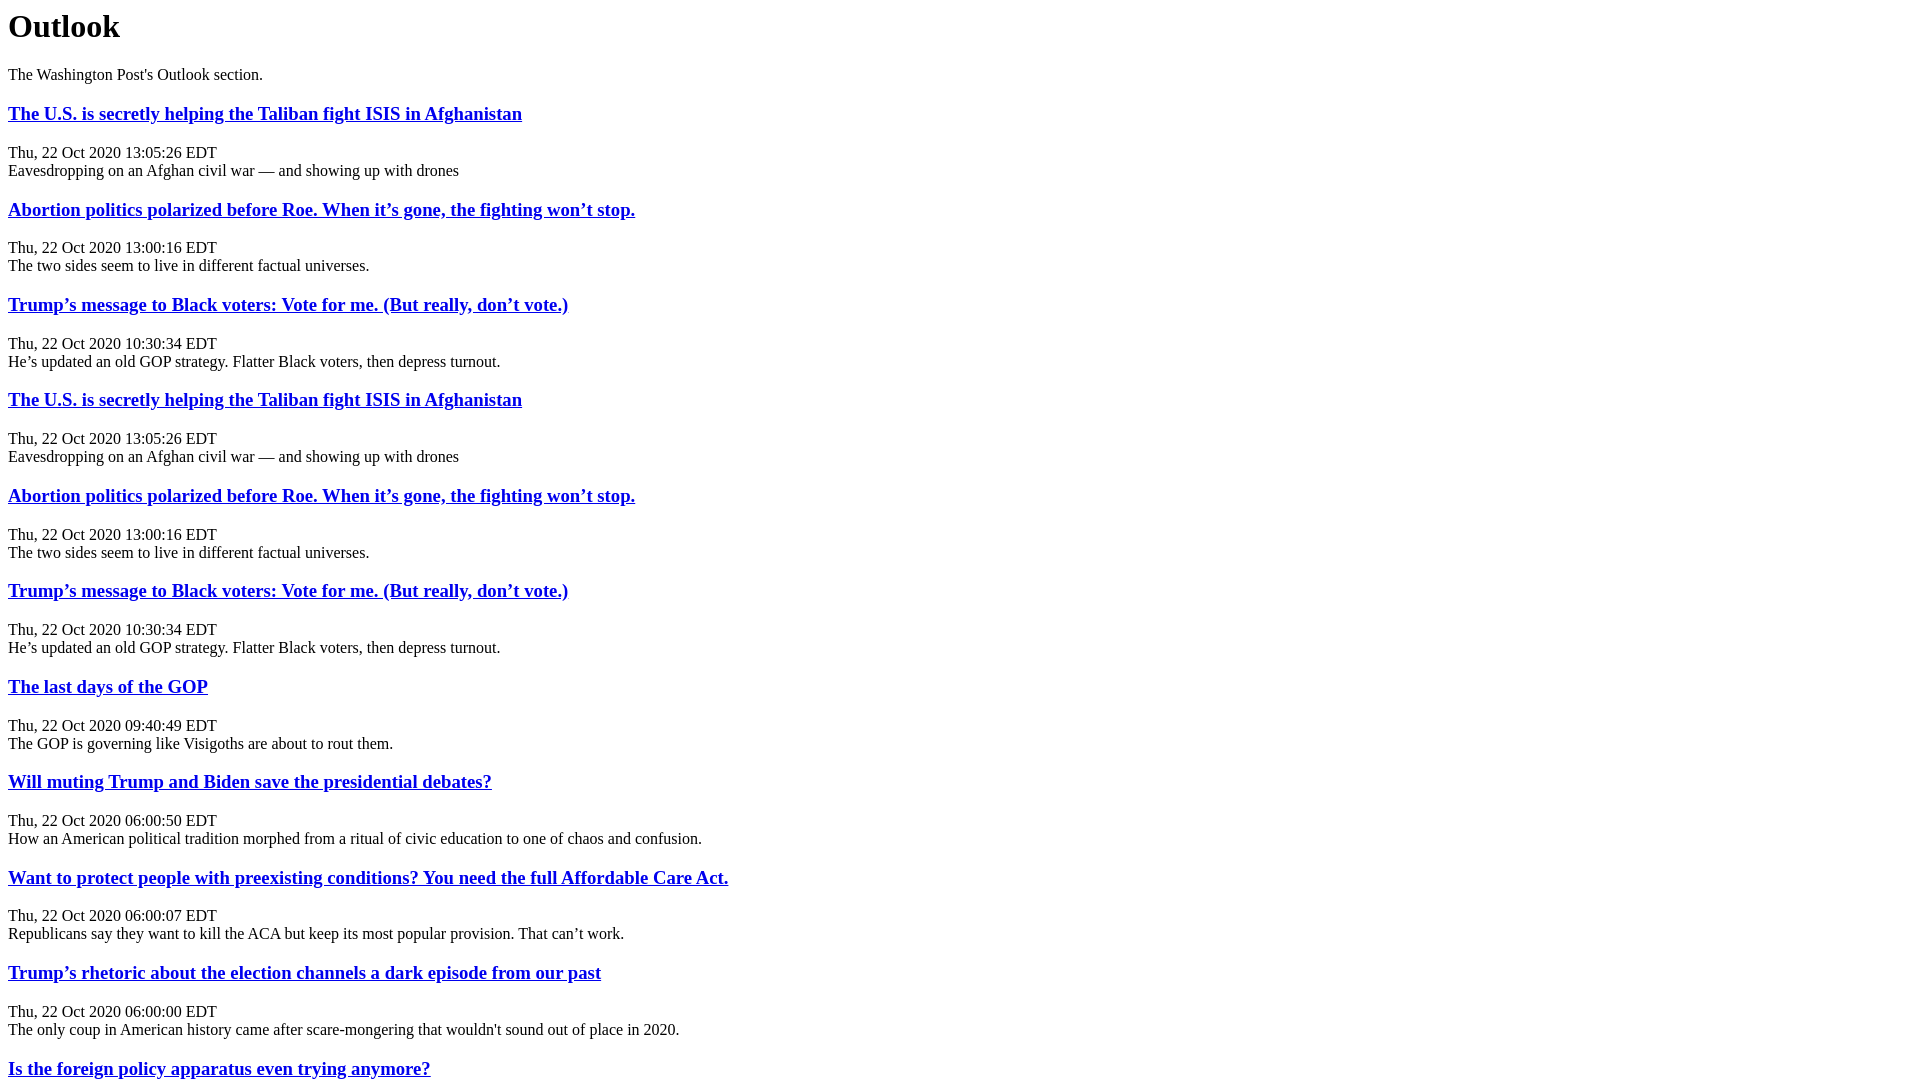 Outlook
The Washington Post's Outlook section.
The U.S. is secretly helping the Taliban fight ISIS in Afghanistan
Thu, 22 Oct 2020 13:05:26 EDT
Eavesdropping on an Afghan civil war — and showing up with drones
Abortion politics polarized before Roe. When it’s gone, the fighting won’t stop.
Thu, 22 Oct 2020 13:00:16 EDT
The two sides seem to live in different factual universes.
Trump’s message to Black voters: Vote for me. (But really, don’t vote.)
Thu, 22 Oct 2020 10:30:34 EDT
He’s updated an old GOP strategy. Flatter Black voters, then depress turnout.
The U.S. is secretly helping the Taliban fight ISIS in Afghanistan
Thu, 22 Oct 2020 13:05:26 EDT
Eavesdropping on an Afghan civil war — and showing up with drones
Abortion politics polarized before Roe. When it’s gone, the fighting won’t stop.
Thu, 22 Oct 2020 13:00:16 EDT
The two sides seem to live in different factual universes.
Trump’s message to Black voters: Vote for me. (But really, don’t vote.)
Thu, 22 Oct 2020 10:30:34 EDT
He’s updated an old GOP strategy. Flatter Black voters, then depress turnout.
The last days of the GOP
Thu, 22 Oct 2020 09:40:49 EDT
The GOP is governing like Visigoths are about to rout them.
Will muting Trump and Biden save the presidential debates?
Thu, 22 Oct 2020 06:00:50 EDT
How an American political tradition morphed from a ritual of civic education to one of chaos and confusion.
Want to protect people with preexisting conditions? You need the full Affordable Care Act.
Thu, 22 Oct 2020 06:00:07 EDT
Republicans say they want to kill the ACA but keep its most popular provision. That can’t work.
Trump’s rhetoric about the election channels a dark episode from our past
Thu, 22 Oct 2020 06:00:00 EDT
The only coup in American history came after scare-mongering that wouldn't sound out of place in 2020.
Is the foreign policy apparatus even trying anymore?